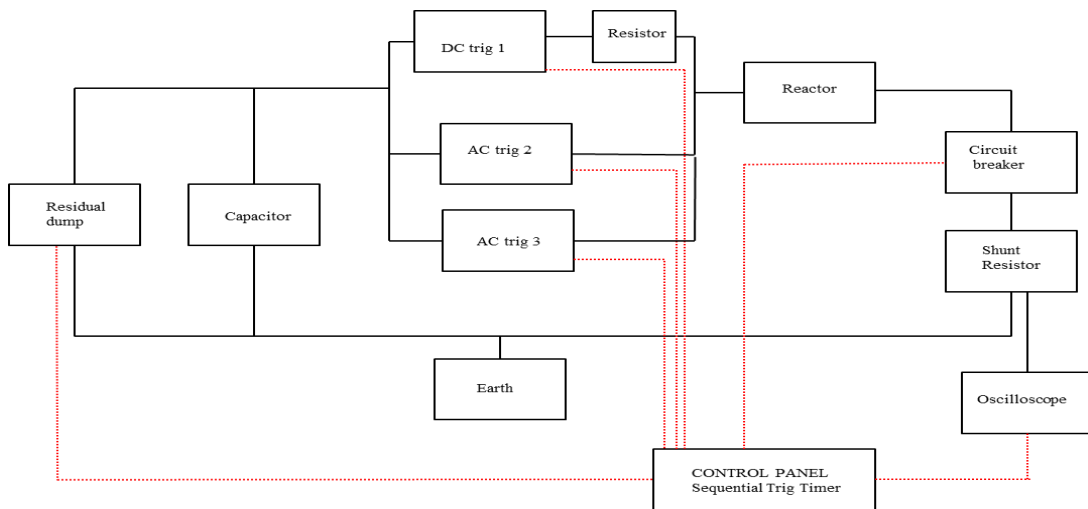 DC trig 1
Resistor
Reactor
AC trig 2
Circuit
breaker
Residual
dump
Capacitor
AC trig 3
Shunt
Resistor
Earth
Oscilloscope
CONTROL PANEL
Sequential Trig Timer